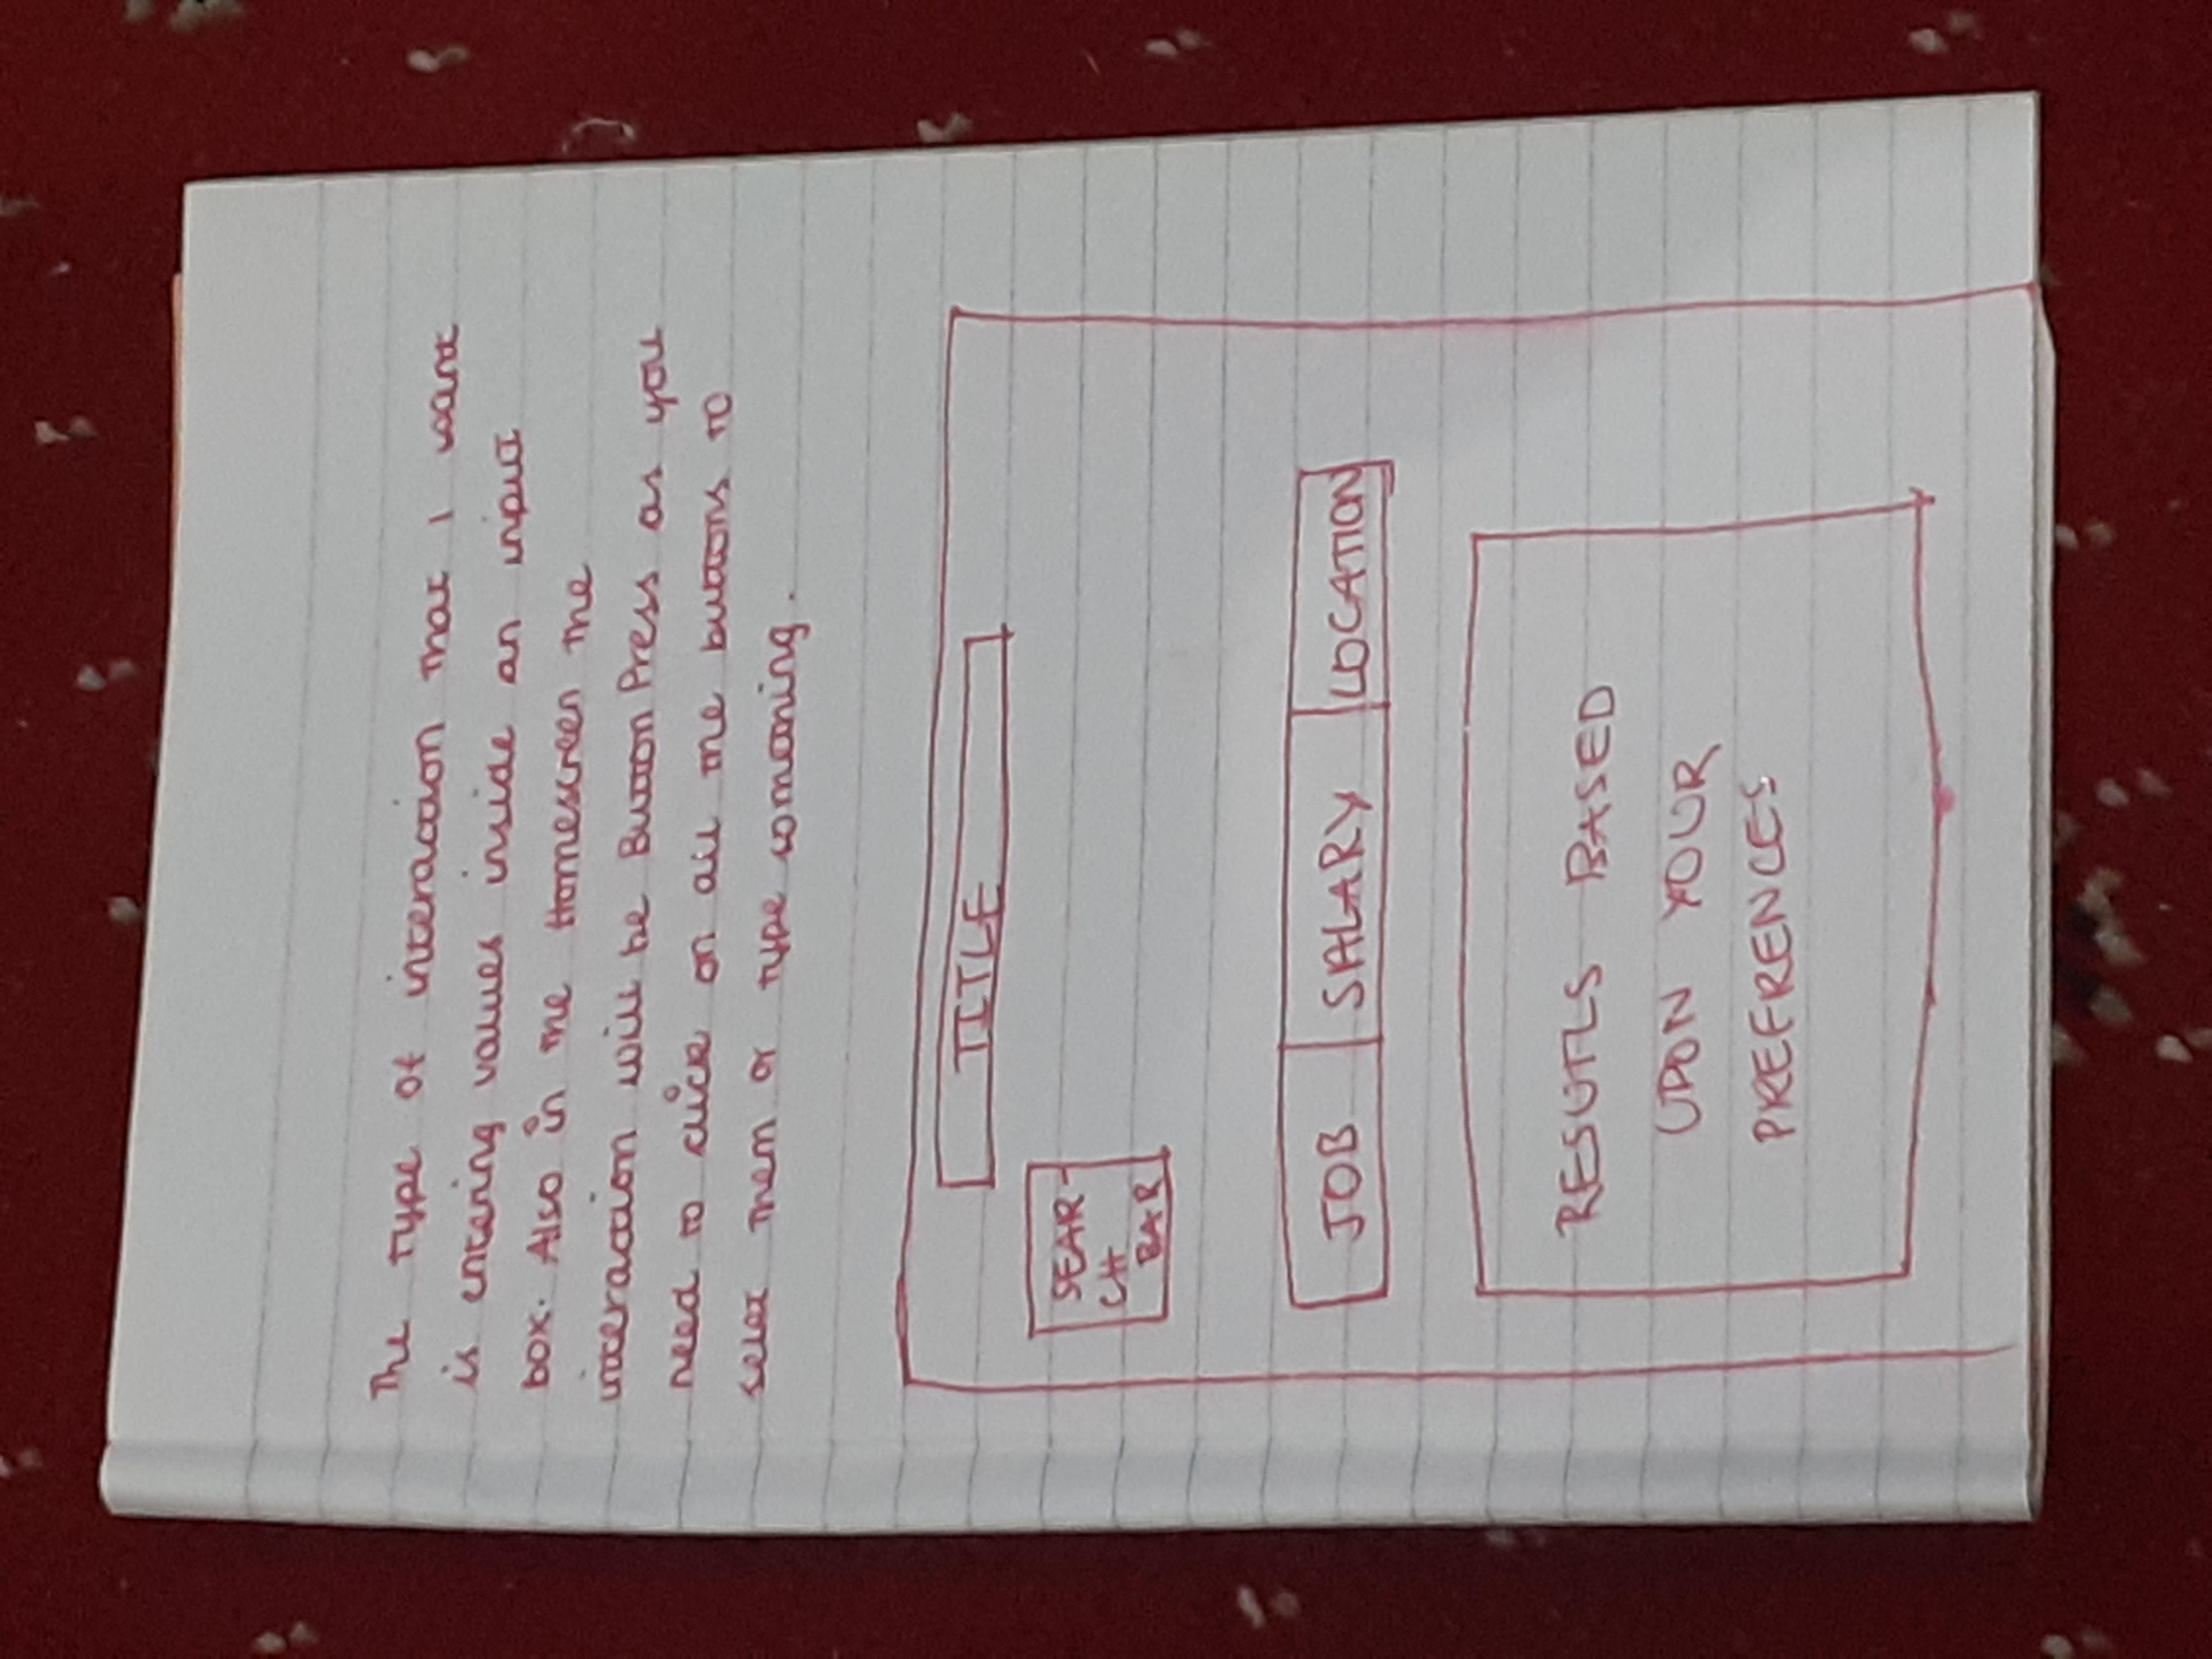 The type of interaction that I want
is entering values inside an input
box. Also in the Homescreen the
interaction will be Button Press as you
need to click on all the buttons to
selet them or type somthing.
TITLE
SEAR-
CH
BAR
JOB SALARY LOCATION
RESUTLS BASED
UPON YOUR
PREFRENCES